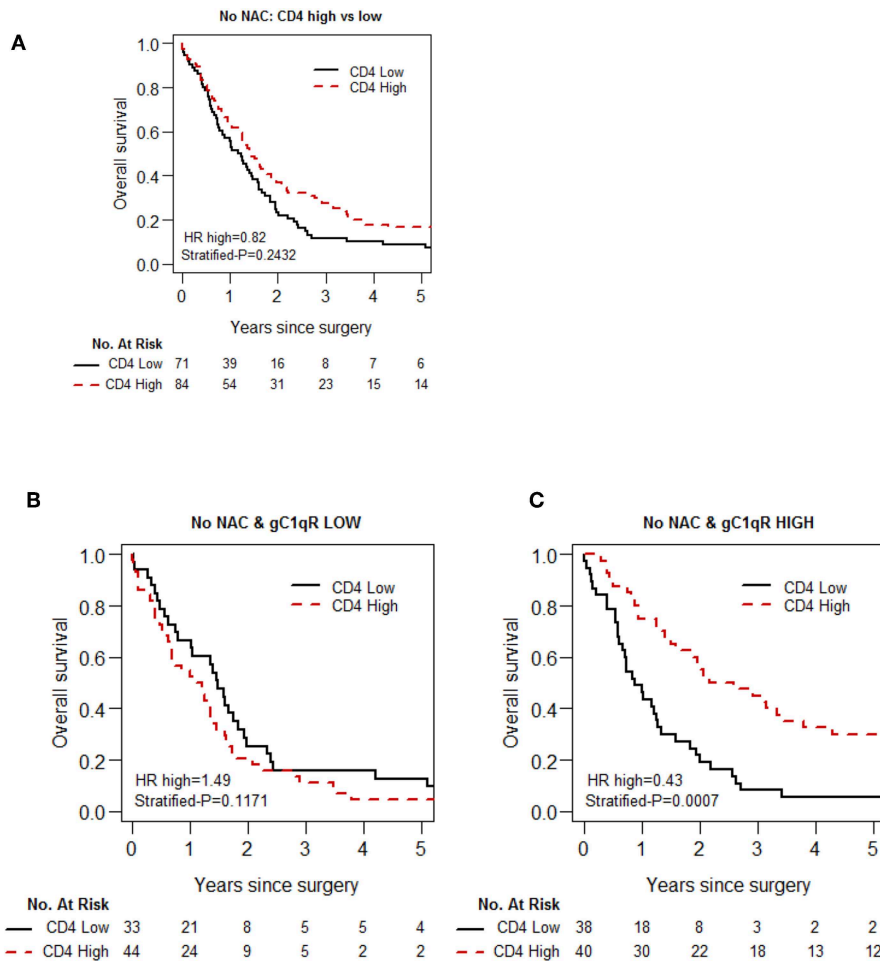 A
No NAC: CD4 high vs low
1.0
0.8
0.6
0.4
0.2
0.0
Overall survival
CD4 Low
CD4 High
HR high=0.82
Stratified-P=0.2432
0 1 2 3 4 5
Years since surgery
No. At Risk
CD4 Low 71 39 16 8 7 6
CD4 High 84 54 31 23 15 14
B
No NAC & gC1qR LOW
1.0
0.8
0.6
0.4
0.2
0.0
Overall survival
CD4 Low
CD4 High
HR high=1.49
Stratified-P=0.1171
0 1 2 3 4 5
Years since surgery
No. At Risk
CD4 Low 33 21 8 5 5 4
CD4 High 44 24 9 5 2 2
C
No NAC & gC1qR HIGH
1.0
0.8
0.6
0.4
0.2
0.0
Overall survival
CD4 Low
CD4 High
HR high=0.43
Stratified-P=0.0007
0 1 2 3 4 5
Years since surgery
No. At Risk
CD4 Low 38 18 8 3 2 2
CD4 High 40 30 22 18 13 12